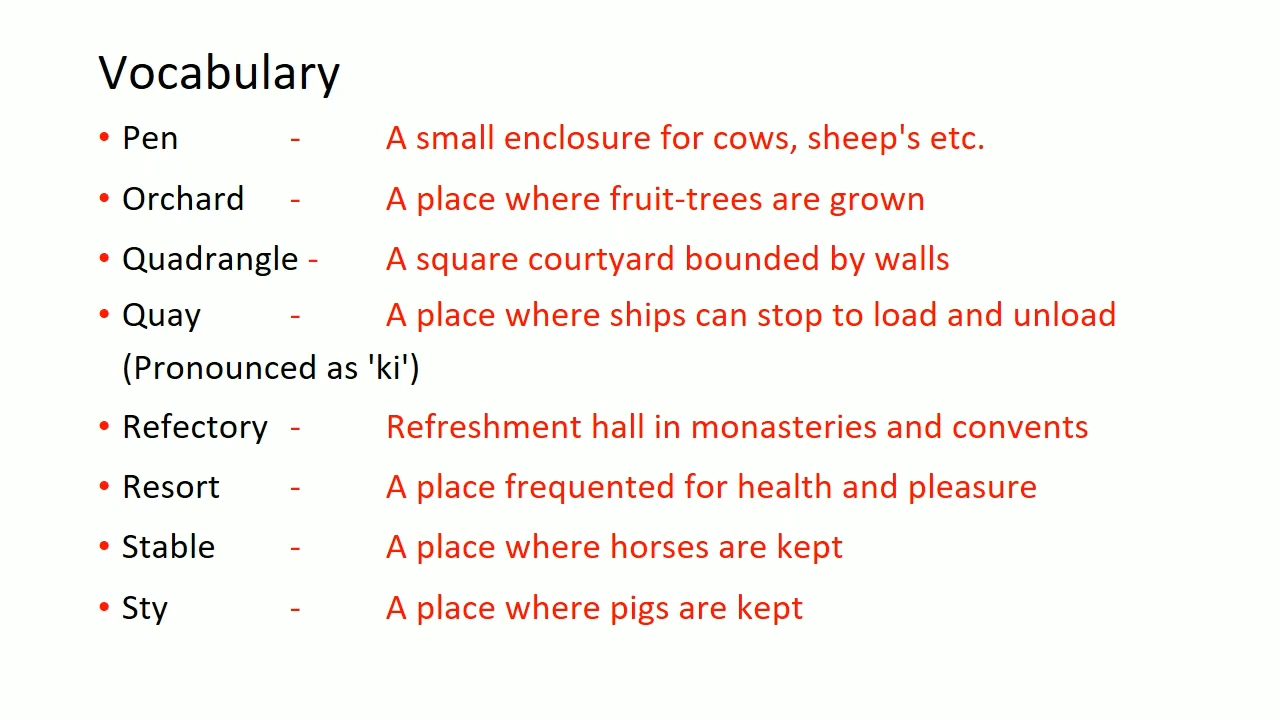 Vocabulary
• Pen - A small enclosure for cows, sheep's etc.
• Orchard - A place where fruit-trees are grown
• Quadrangle - A square courtyard bounded by walls
• Quay - A place where ships can stop to load and unload
(Pronounced as 'ki')
• Refectory - Refreshment hall in monasteries and convents
• Resort - A place frequented for health and pleasure
• Stable - A place where horses are kept
• Sty - A place where pigs are kept